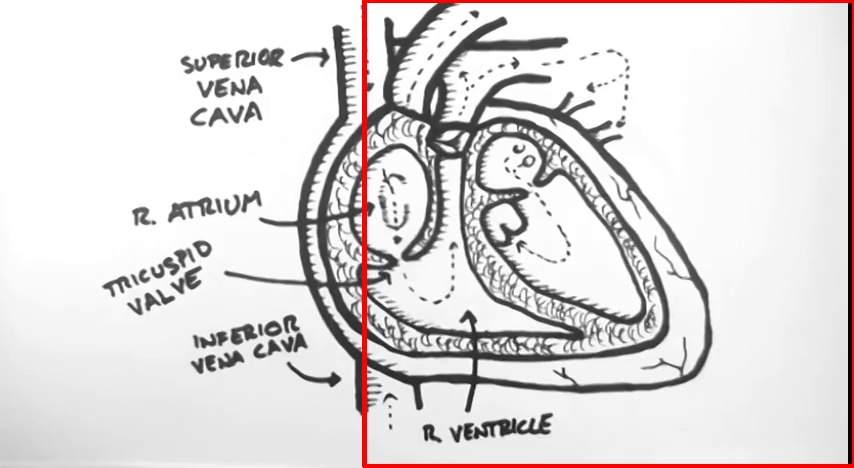 SUPERIOR
VENA
CAVA
R. ATRIUM
TRICUSPID
VALVE
INFERIOR
VENA CAVA
R. VENTRICLE